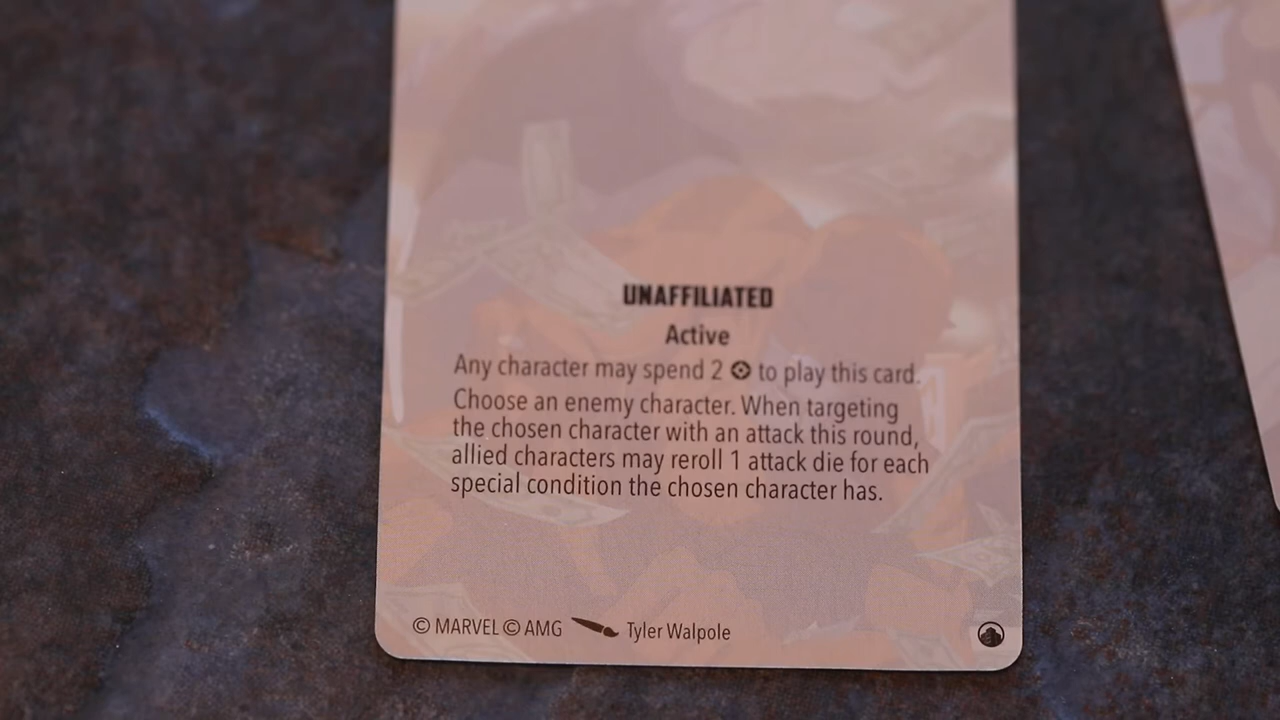 UNAFFILIATED
Active
Any character may spend 2 to play this card.
Choose an enemy character. When targeting
the chosen character with an attack this round,
allied characters may reroll 1 attack die for each
special condition the chosen character has.
© MARVEL © AMG Tyler Walpole